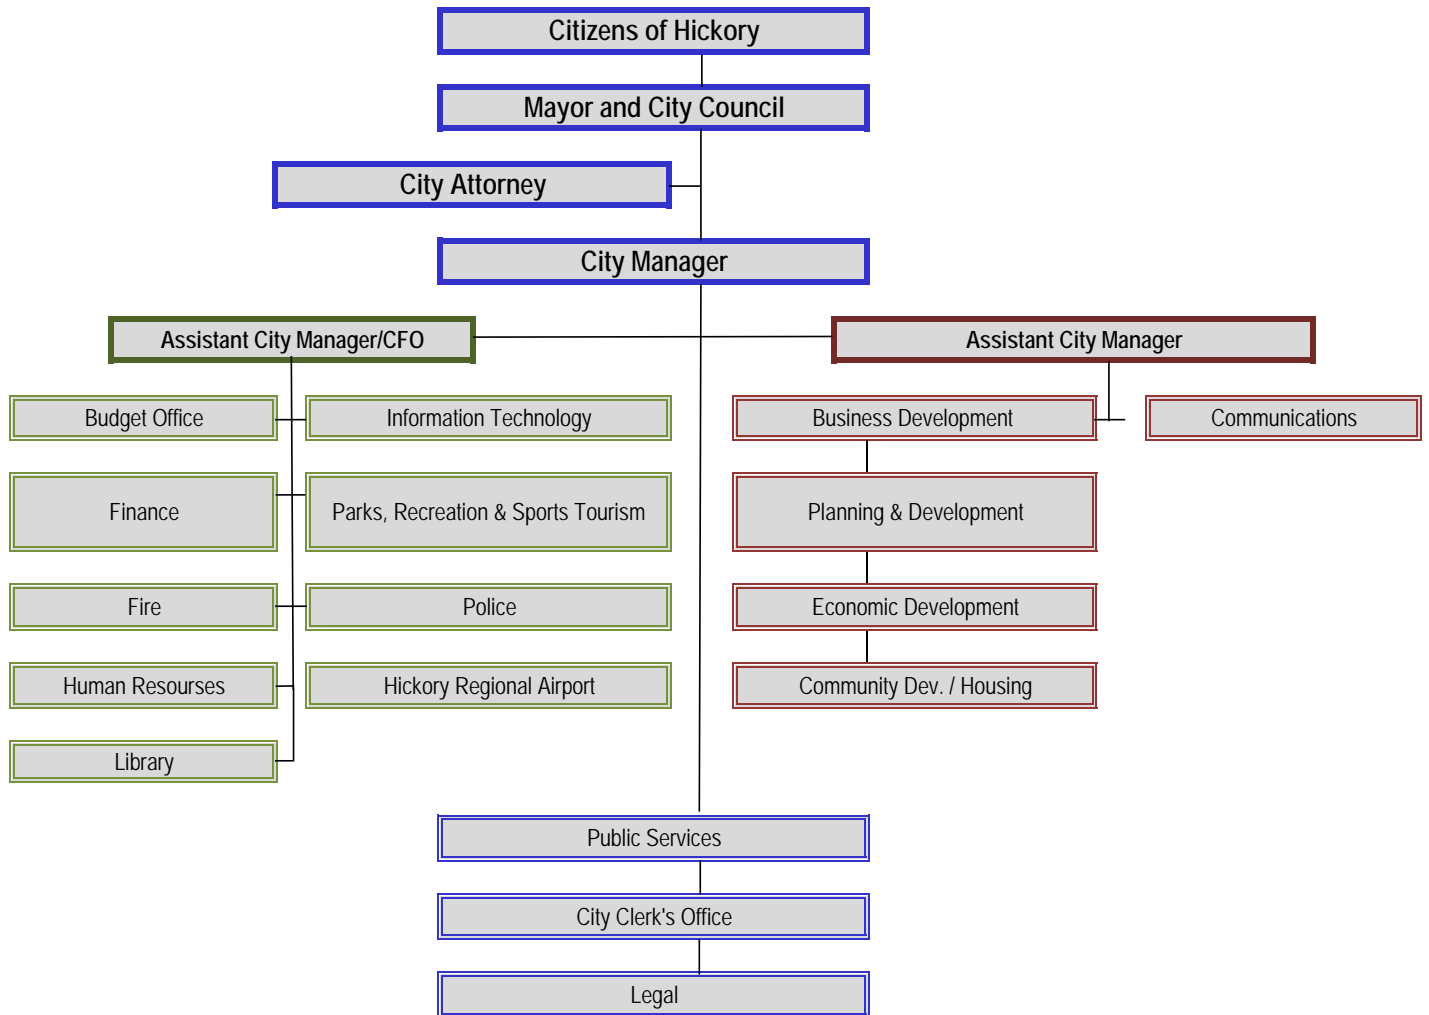 Citizens of Hickory
Mayor and City Council
City Attorney
City Manager
Assistant City Manager/CFO
Assistant City Manager
Budget Office
Information Technology
Business Development
Communications
Finance
Parks, Recreation & Sports Tourism
Planning & Development
Fire
Police
Economic Development
Human Resourses
Hickory Regional Airport
Community Dev. / Housing
Library
Public Services
City Clerk's Office
Legal